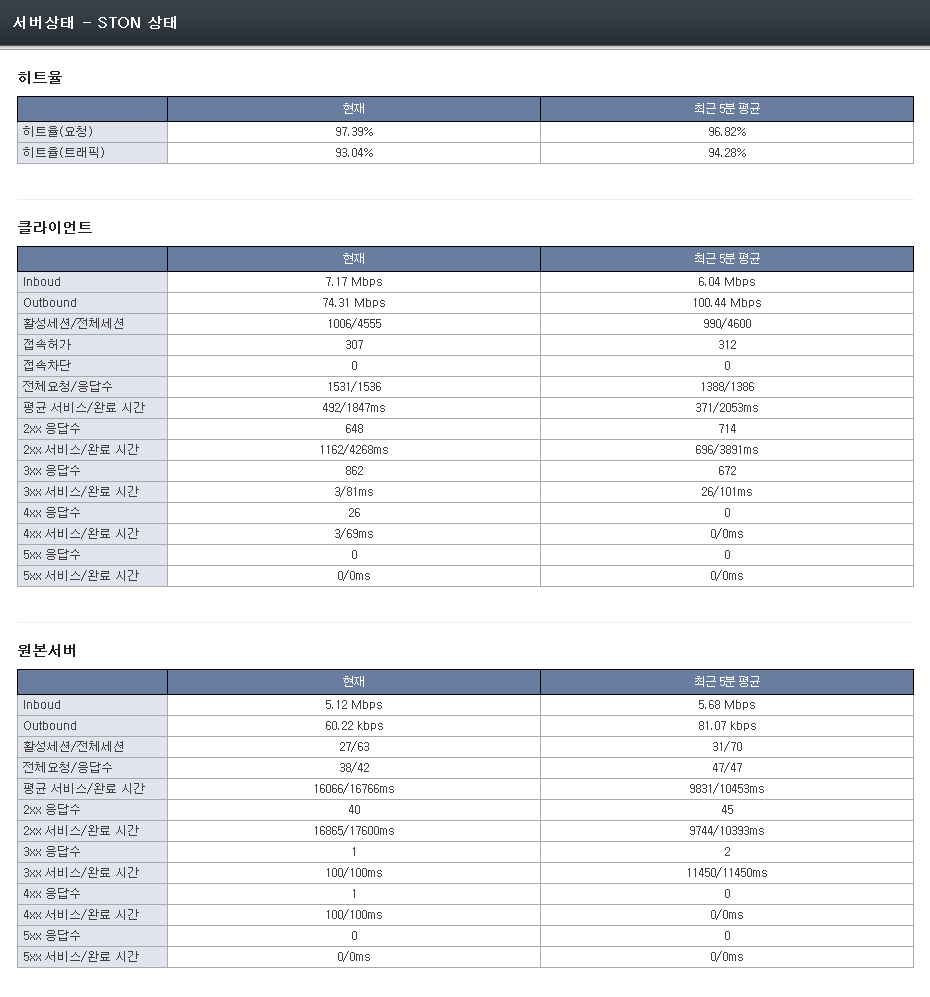 서버상태 - STON 상태
히트율
현재 최근 5분 평균
히트율(요청) 97.39% 96.82%
히트율(트래픽) 93.04% 94.28%
클라이언트
현재 최근 5분 평균
Inboud 7.17 Mbps 6.04 Mbps
Outbound 74.31 Mbps 100.44 Mbps
활성세션/전체세션 1006/4555 990/4600
접속허가 307 312
접속차단 0 0
전체요청/응답수 1531/1536 1388/1386
평균 서비스/완료 시간 492/1847ms 371/2053ms
2xx 응답수 648 714
2xx 서비스/완료 시간 1162/4268ms 696/3891ms
3xx 응답수 862 672
3xx 서비스/완료 시간 3/81ms 26/101ms
4xx 응답수 26 0
4xx 서비스/완료 시간 3/69ms 0/0ms
5xx 응답수 0 0
5xx 서비스/완료 시간 0/0ms 0/0ms
원본서버
현재 최근 5분 평균
Inboud 5.12 Mbps 5.68 Mbps
Outbound 60.22 kbps 81.07 kbps
활성세션/전체세션 27/63 31/70
전체요청/응답수 38/42 47/47
평균 서비스/완료 시간 16066/16766ms 9831/10453ms
2xx 응답수 40 45
2xx 서비스/완료 시간 16865/17600ms 9744/10393ms
3xx 응답수 1 2
3xx 서비스/완료 시간 100/100ms 11450/11450ms
4xx 응답수 1 0
4xx 서비스/완료 시간 100/100ms 0/0ms
5xx 응답수 0 0
5xx 서비스/완료 시간 0/0ms 0/0ms